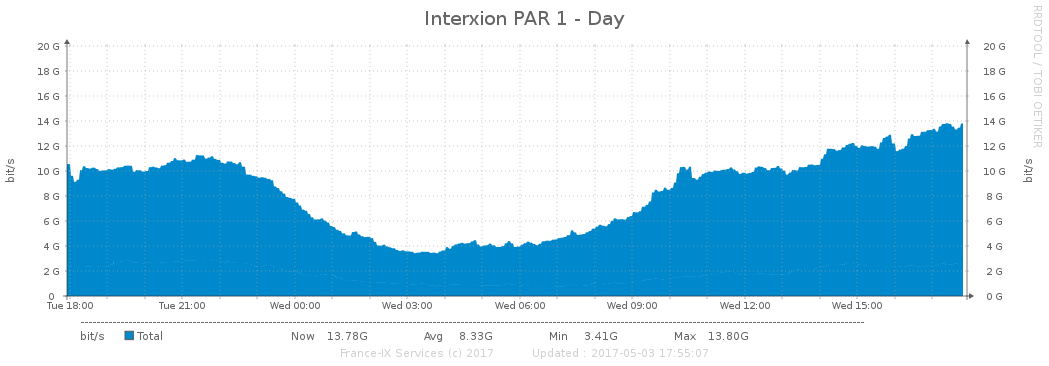 Interxion PAR 1 - Day
RRDTOOL / TOBI OETIKER
20 G 20 G
18 G 18 G
16 G 16 G
14 G 14 G
12 G 12 G
10 G 10 G
8 G 8 G
6 G 6 G
4 G 4 G
2 G 2 G
0 0 G
bit/s bit/s
Tue 18:00 Tue 21:00 Wed 00:00 Wed 03:00 Wed 06:00 Wed 09:00 Wed 12:00 Wed 15:00
bit/s Total Now 13.78G Avg 8.33G Min 3.41G Max 13.80G
France-IX Services (c) 2017 Updated : 2017-05-03 17:55:07